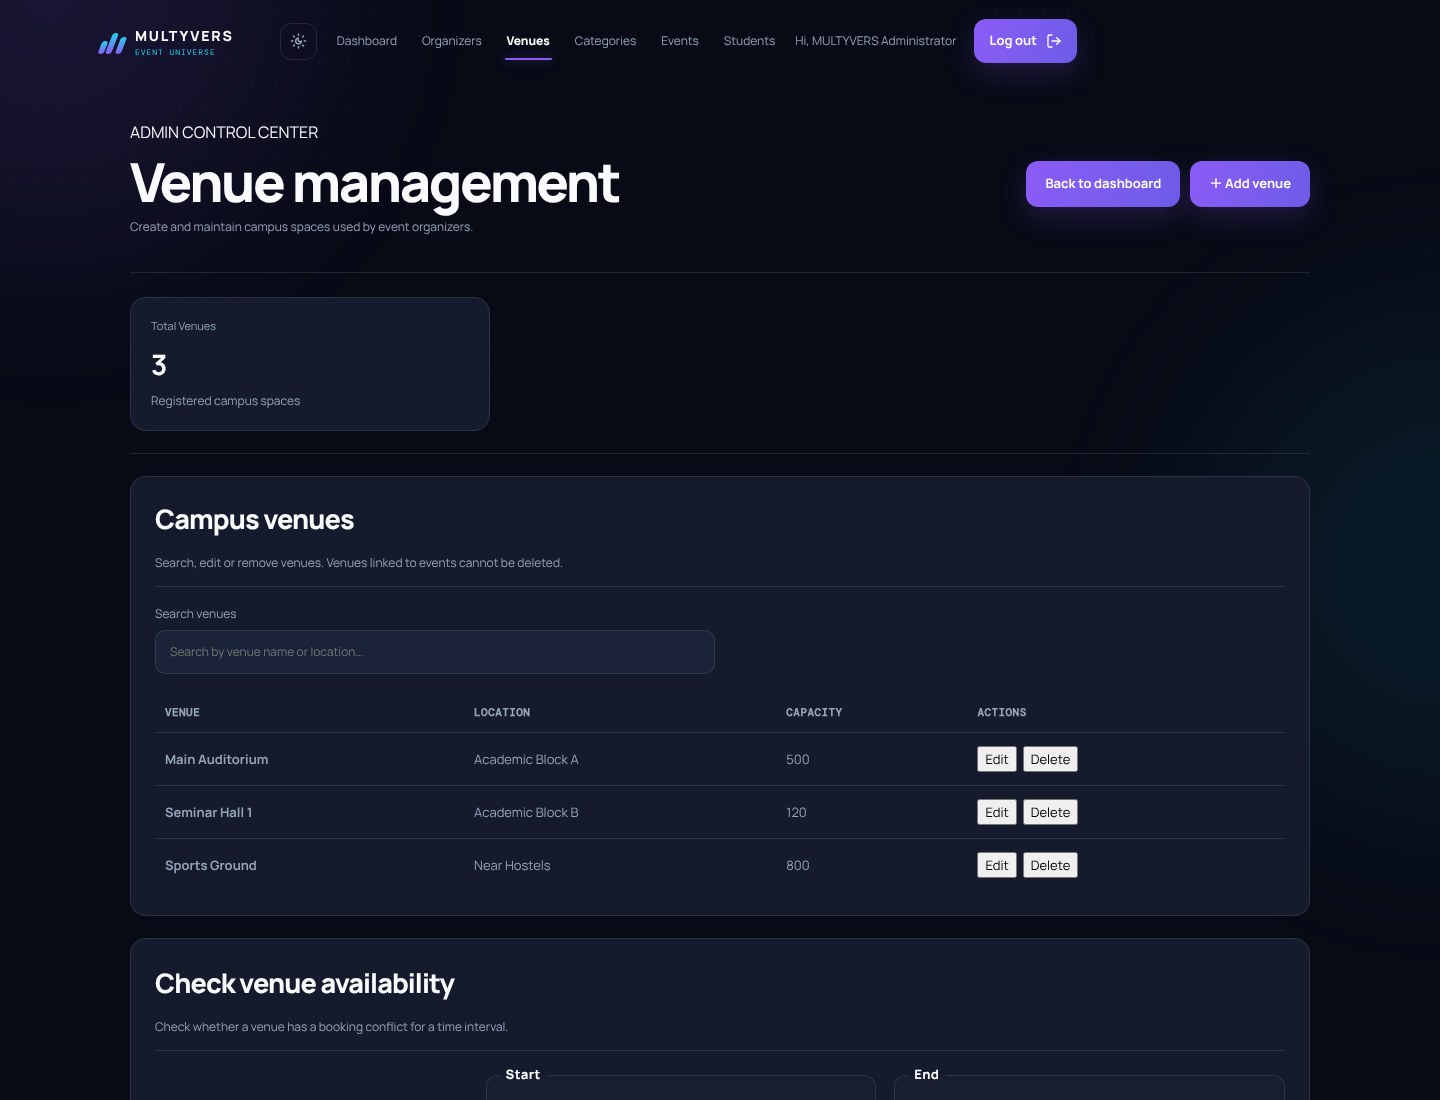 MULTYVERS
EVENT UNIVERSE
Dashboard
Organizers
Venues
Categories
Events
Students
Hi, MULTYVERS Administrator
Log out
ADMIN CONTROL CENTER
Venue management
Create and maintain campus spaces used by event organizers.
Back to dashboard
+ Add venue
Total Venues
3
Registered campus spaces
Campus venues
Search, edit or remove venues. Venues linked to events cannot be deleted.
Search venues
Search by venue name or location...
VENUE LOCATION CAPACITY ACTIONS
Main Auditorium Academic Block A 500 Edit Delete
Seminar Hall 1 Academic Block B 120 Edit Delete
Sports Ground Near Hostels 800 Edit Delete
Check venue availability
Check whether a venue has a booking conflict for a time interval.
Start End